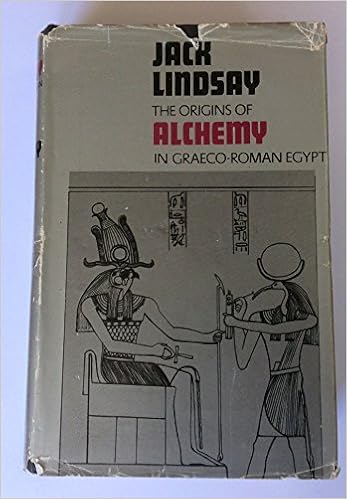 JACK
LINDSAY
THE ORIGINS OF
ALCHEMY
IN GRAECO-ROMAN EGYPT